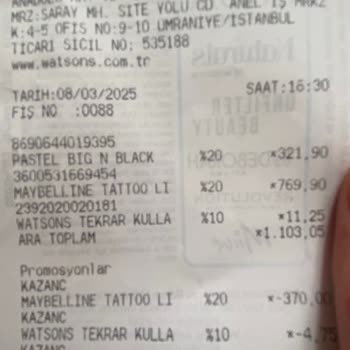 MRZ:SARAY MH. SITE YOLU CD ANEL IŞ MRKZ
K:4-5 OFIS NO:9-10 UMRANIYE/ISTANBUL
TICARI SICIL NO; 535188
www.watsons.com.tr
TARIH:08/03/2025 SAAT:16:30
FIŞ NO :0088
8690644019395
PASTEL BIG N BLACK %20 *321,90
3600531669454
MAYBELLINE TATTOO LI %20 *769,90
2392020020181
WATSONS TEKRAR KULLA %10 *11,25
ARA TOPLAM *1.103,05
Promosyonlar
KAZANC
MAYBELLINE TATTOO LI %20 *-370,00
KAZANC
WATSONS TEKRAR KULLA %10 *-4,75
KAZANC